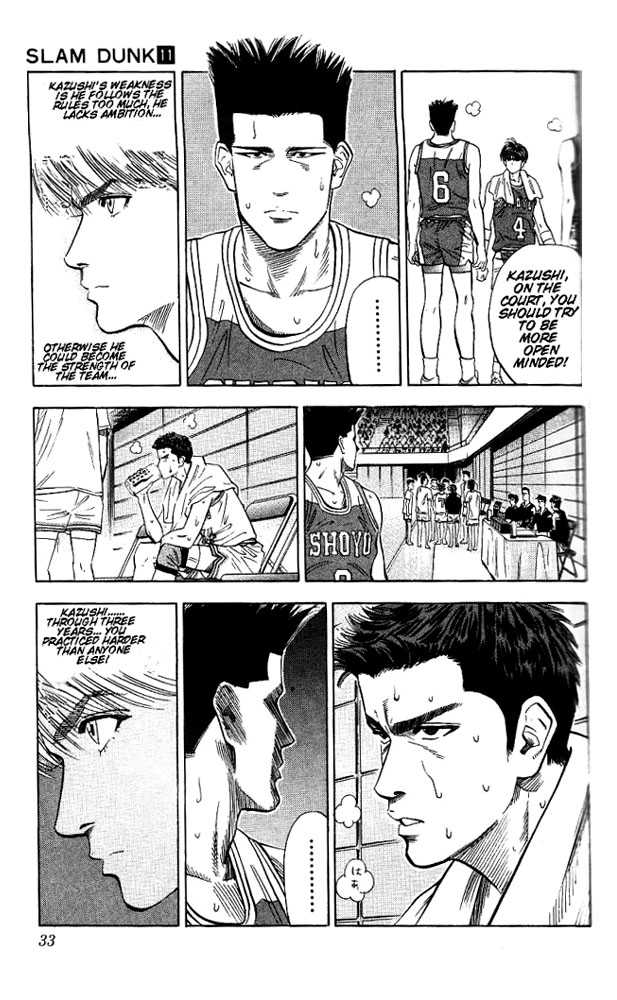 SLAM DUNK 11
6
4
KAZUSHI,
ON THE
COURT, YOU
SHOULD TRY
TO BE
MORE
OPEN
MINDED!
.........
KAZUSHI'S WEAKNESS
IS HE FOLLOWS THE
RULES TOO MUCH, HE
LACKS AMBITION...
OTHERWISE HE
COULD BECOME
THE STRENGTH OF
THE TEAM...
SHOYO
はぁ
.........
KAZUSHI......
THROUGH THREE
YEARS... YOU
PRACTICED HARDER
THAN ANYONE
ELSE!
33